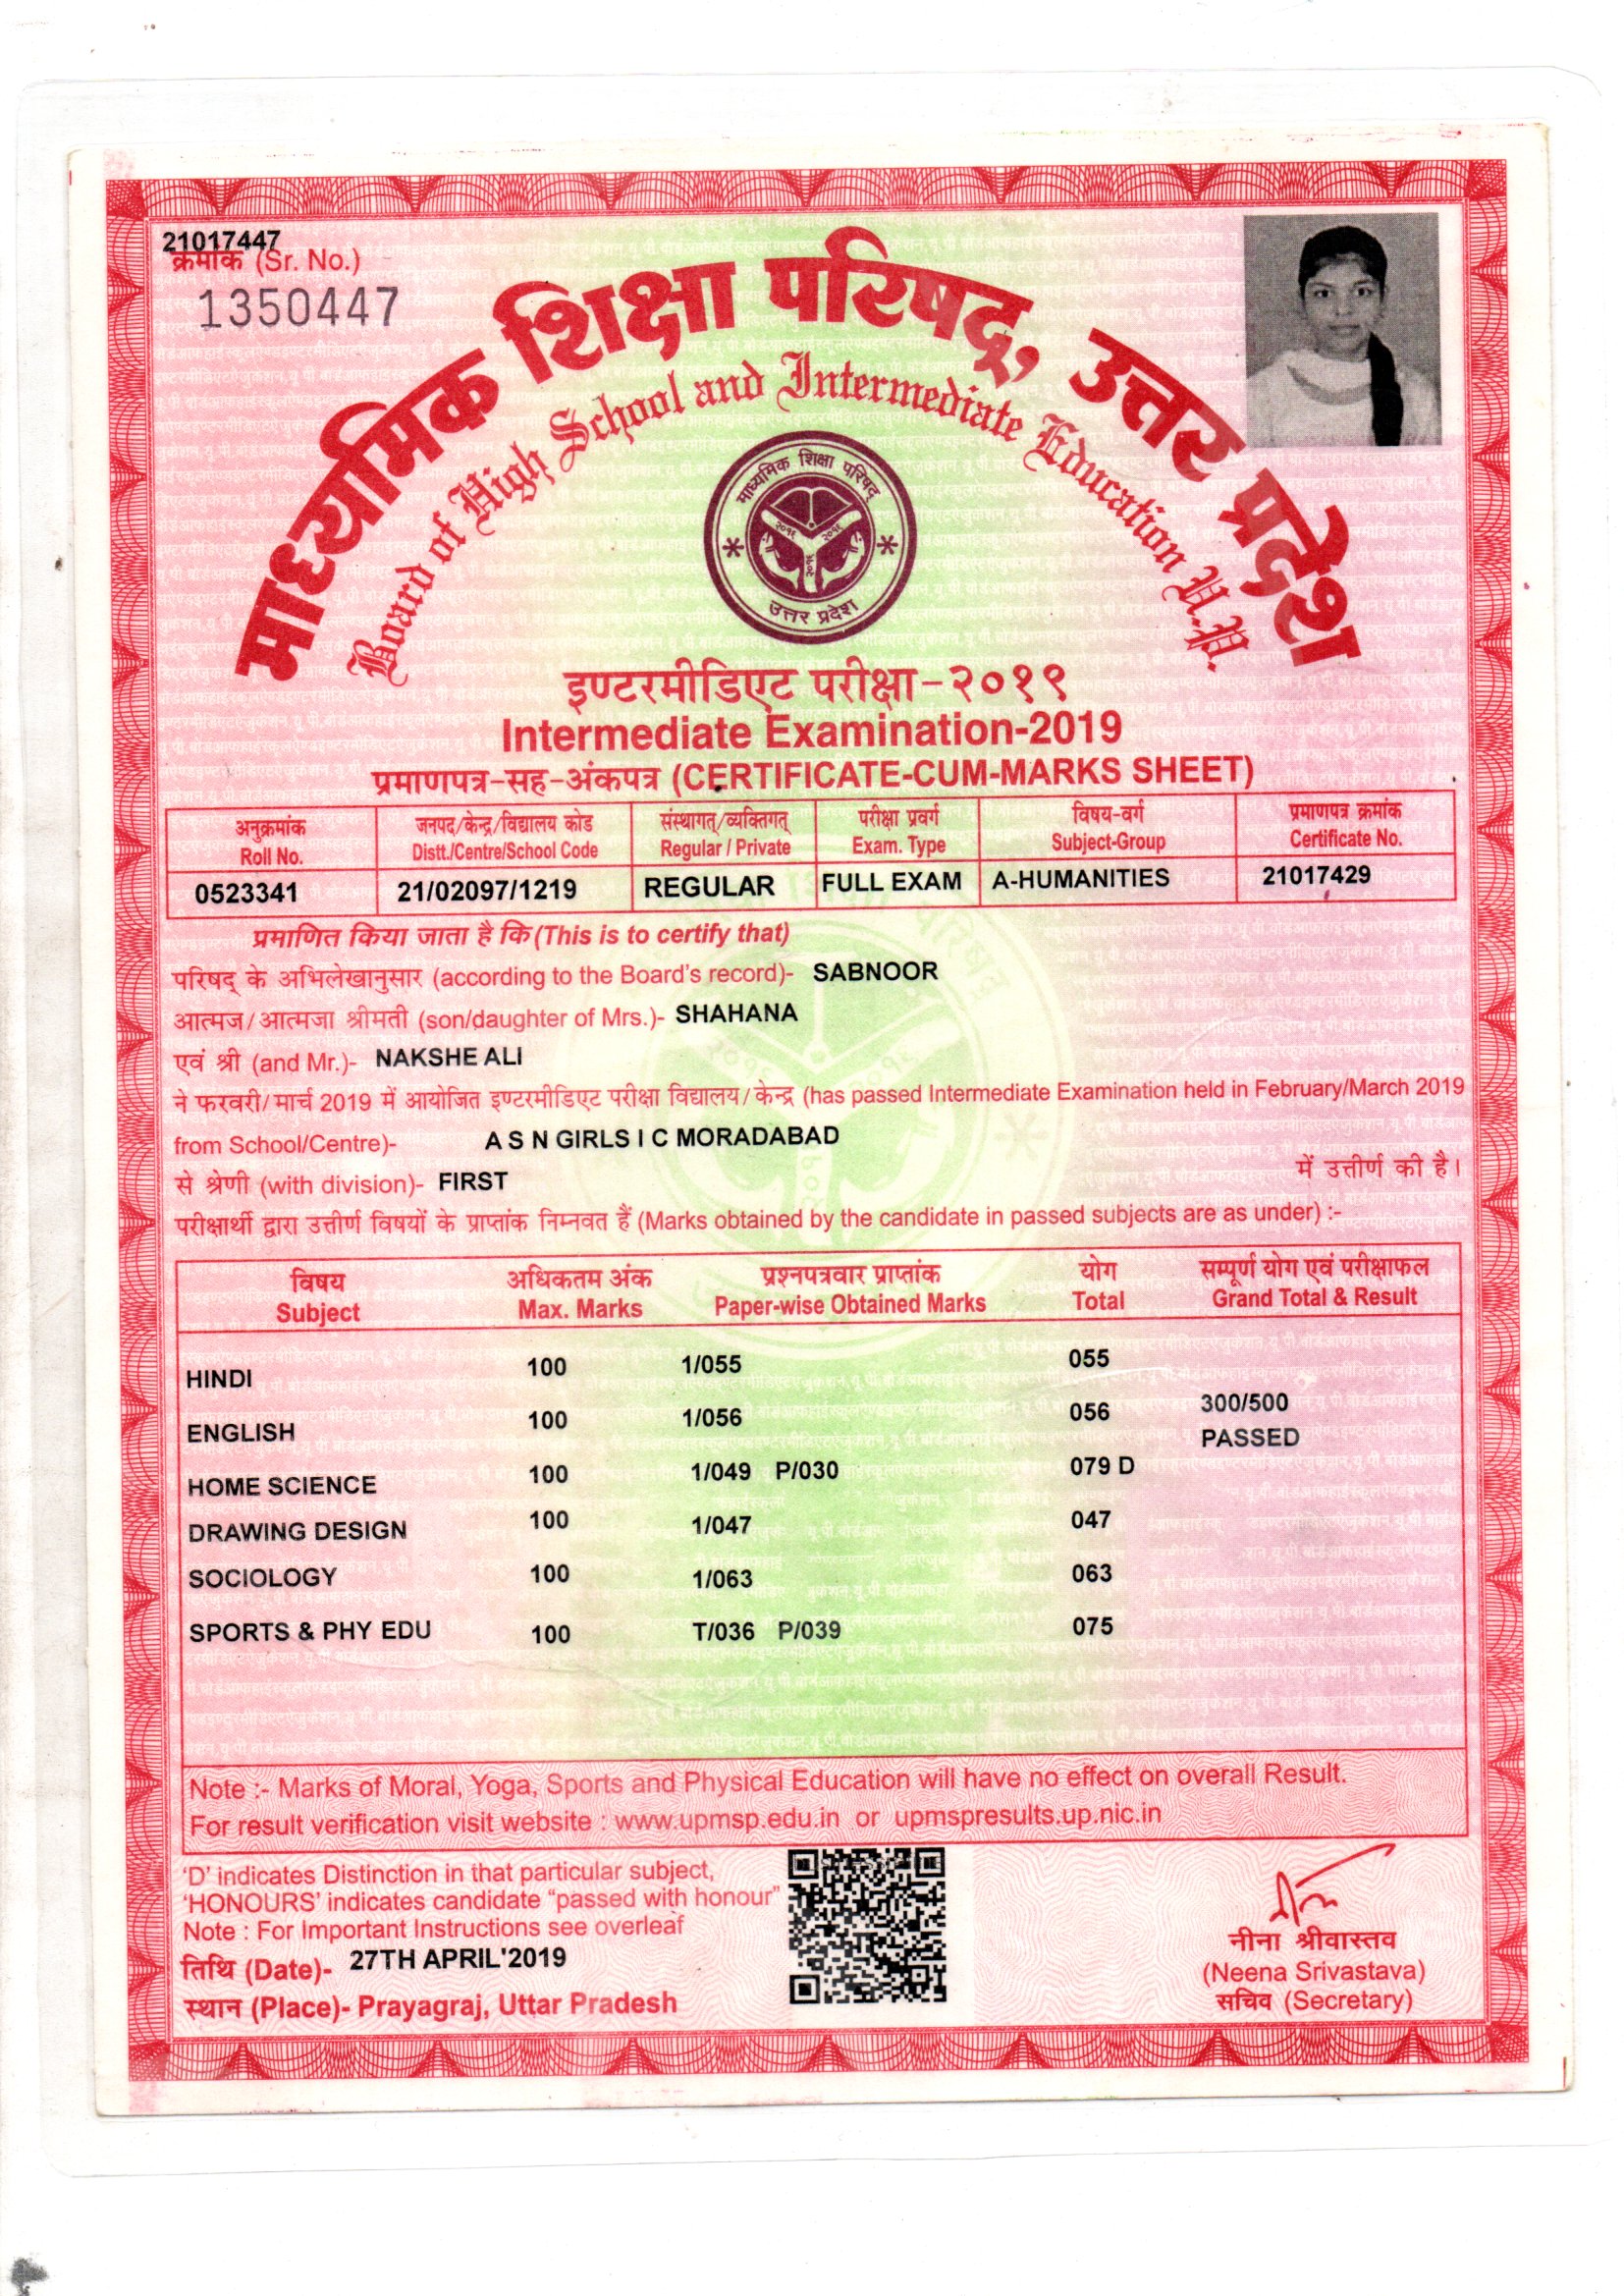 21017447
क्रमांक (Sr. No.)
1350447
माध्यमिक शिक्षा परिषद्, उत्तर प्रदेश
Board of High School and Intermediate Education U.P.
माध्यमिक शिक्षा परिषद्
उत्तर प्रदेश
इण्टरमीडिएट परीक्षा-२०१९
Intermediate Examination-2019
प्रमाणपत्र-सह-अंकपत्र (CERTIFICATE-CUM-MARKS SHEET)
अनुक्रमांक जनपद/केन्द्र/विद्यालय कोड संस्थागत्/व्यक्तिगत् परीक्षा प्रवर्ग विषय-वर्ग प्रमाणपत्र क्रमांक
Roll No. Distt./Centre/School Code Regular / Private Exam. Type Subject-Group Certificate No.
0523341 21/02097/1219 REGULAR FULL EXAM A-HUMANITIES 21017429
प्रमाणित किया जाता है कि (This is to certify that)
परिषद् के अभिलेखानुसार (according to the Board's record)- SABNOOR
आत्मज/आत्मजा श्रीमती (son/daughter of Mrs.)- SHAHANA
एवं श्री (and Mr.)- NAKSHE ALI
ने फरवरी/मार्च 2019 में आयोजित इण्टरमीडिएट परीक्षा विद्यालय/केन्द्र (has passed Intermediate Examination held in February/March 2019
from School/Centre)- A S N GIRLS I C MORADABAD
से श्रेणी (with division)- FIRST में उत्तीर्ण की है।
परीक्षार्थी द्वारा उत्तीर्ण विषयों के प्राप्तांक निम्नवत हैं (Marks obtained by the candidate in passed subjects are as under) :-
विषय अधिकतम अंक प्रश्नपत्रवार प्राप्तांक योग सम्पूर्ण योग एवं परीक्षाफल
Subject Max. Marks Paper-wise Obtained Marks Total Grand Total & Result
HINDI 100 1/055 055
ENGLISH 100 1/056 056 300/500
PASSED
HOME SCIENCE 100 1/049 P/030 079 D
DRAWING DESIGN 100 1/047 047
SOCIOLOGY 100 1/063 063
SPORTS & PHY EDU 100 T/036 P/039 075
Note :- Marks of Moral, Yoga, Sports and Physical Education will have no effect on overall Result.
For result verification visit website : www.upmsp.edu.in or upmspresults.up.nic.in
'D' indicates Distinction in that particular subject,
'HONOURS' indicates candidate "passed with honour"
Note : For Important Instructions see overleaf
तिथि (Date)- 27TH APRIL'2019
स्थान (Place)- Prayagraj, Uttar Pradesh
नीना श्रीवास्तव
(Neena Srivastava)
सचिव (Secretary)